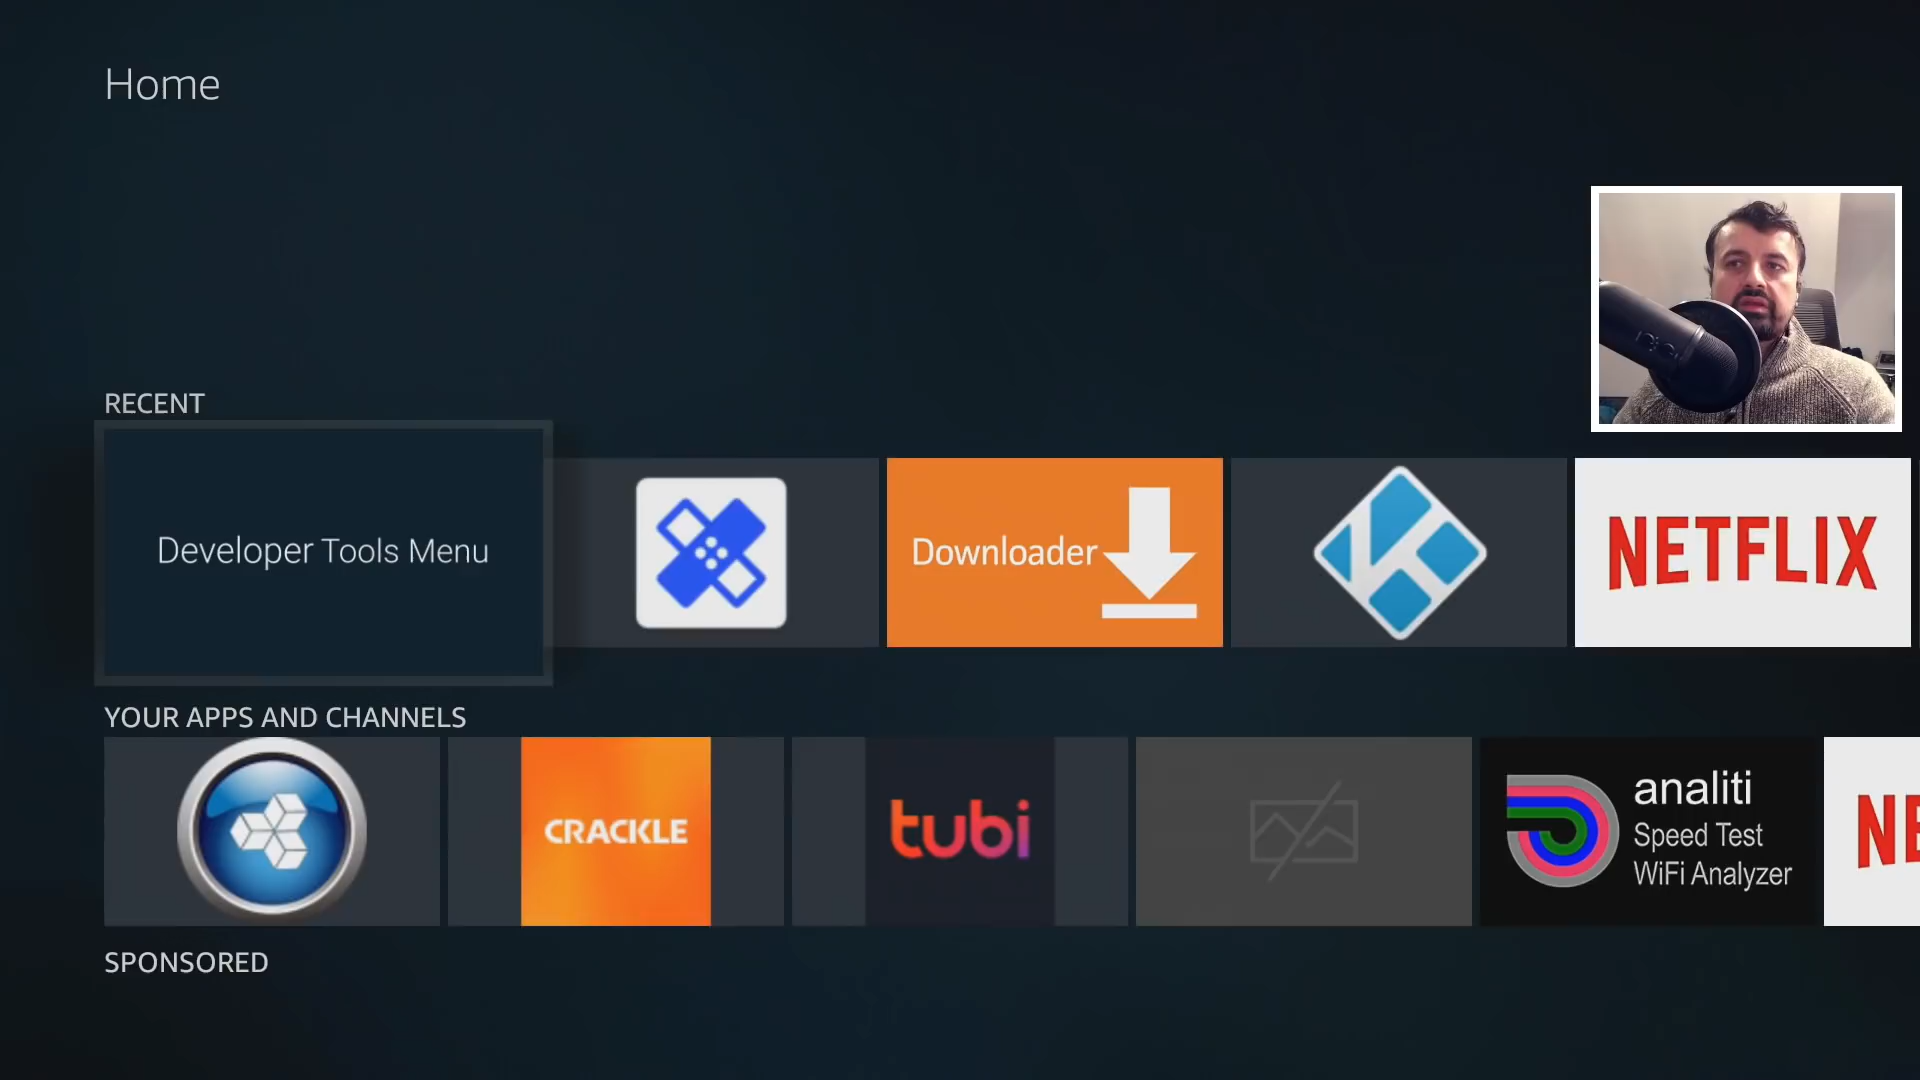 Home
RECENT
Developer Tools Menu
Downloader
NETFLIX
YOUR APPS AND CHANNELS
CRACKLE
tubi
analiti
Speed Test
WiFi Analyzer
NE
SPONSORED